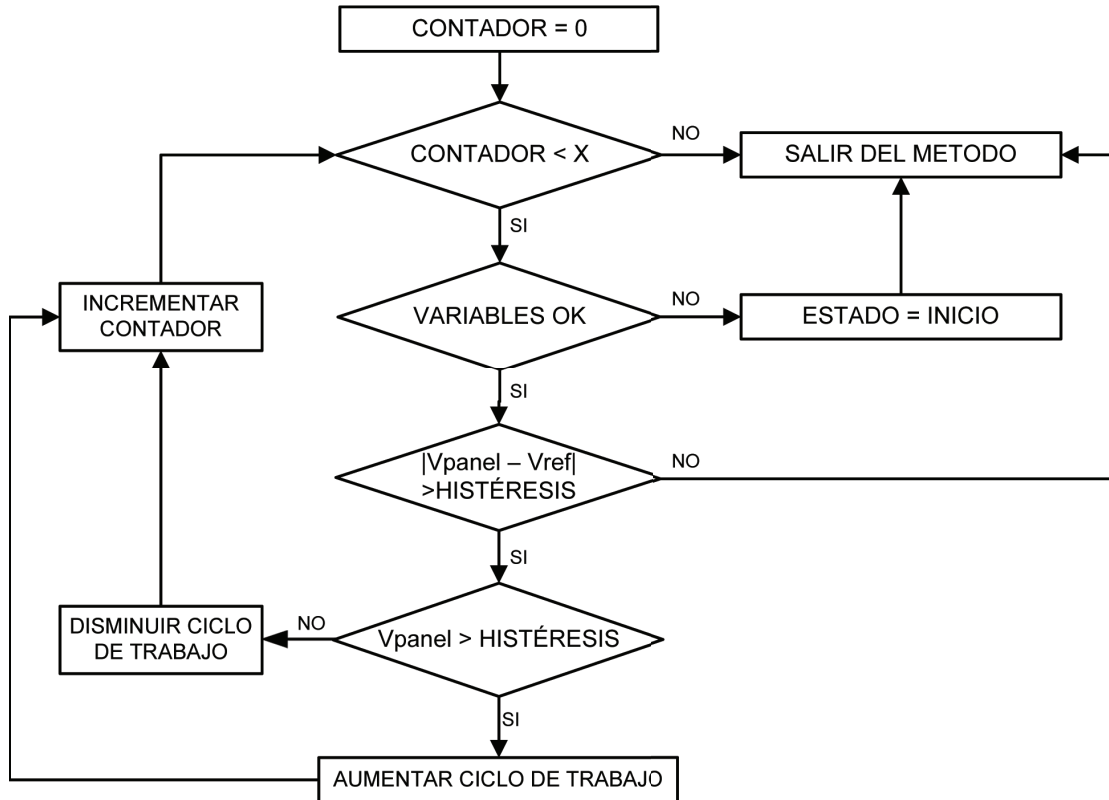 CONTADOR = 0
CONTADOR < X
NO
SALIR DEL METODO
SI
INCREMENTAR
CONTADOR
VARIABLES OK
NO
ESTADO = INICIO
SI
|Vpanel – Vref|
>HISTÉRESIS
NO
SI
DISMINUIR CICLO
DE TRABAJO
NO
Vpanel > HISTÉRESIS
SI
AUMENTAR CICLO DE TRABAJO